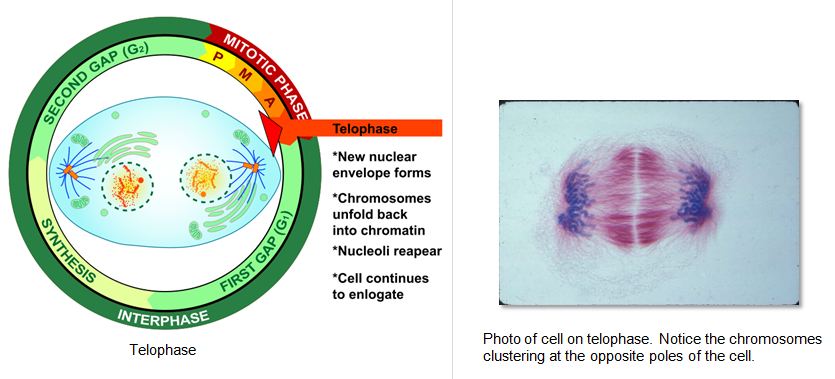 SECOND GAP (G2)
MITOTIC PHASE
P
M
A
Telophase
*New nuclear
envelope forms
*Chromosomes
unfold back
into chromatin
*Nucleoli reapear
*Cell continues
to enlogate
FIRST GAP (G1)
SYNTHESIS
INTERPHASE
Telophase
Photo of cell on telophase. Notice the chromosomes
clustering at the opposite poles of the cell.